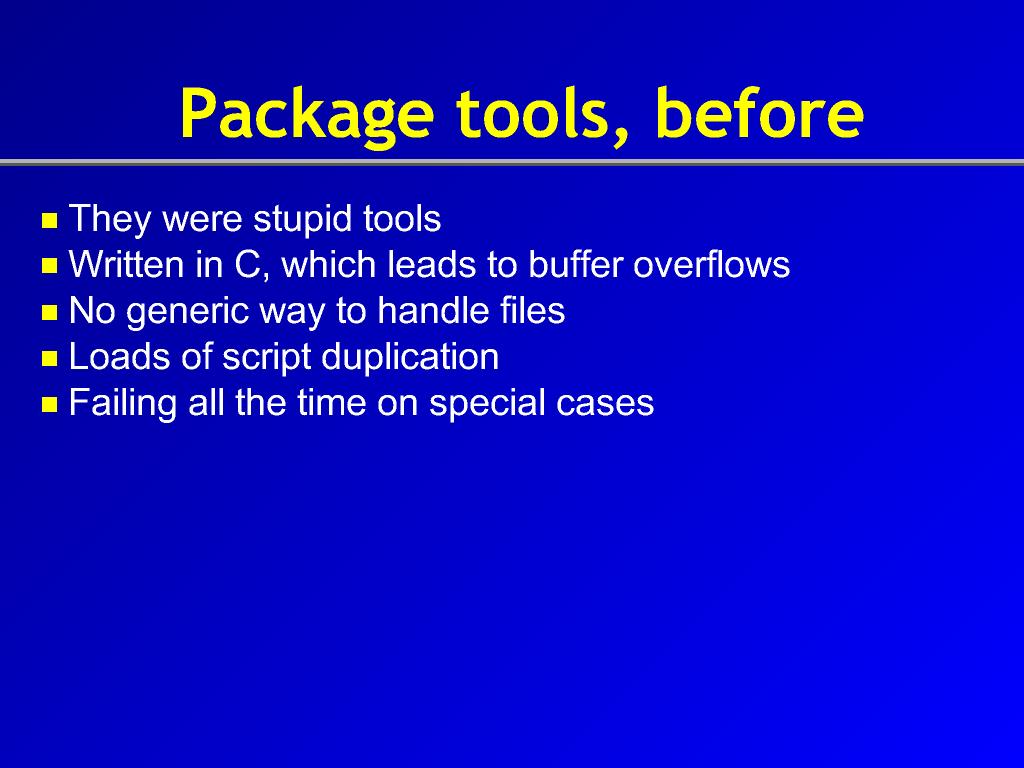 Package tools, before
They were stupid tools
Written in C, which leads to buffer overflows
No generic way to handle files
Loads of script duplication
Failing all the time on special cases